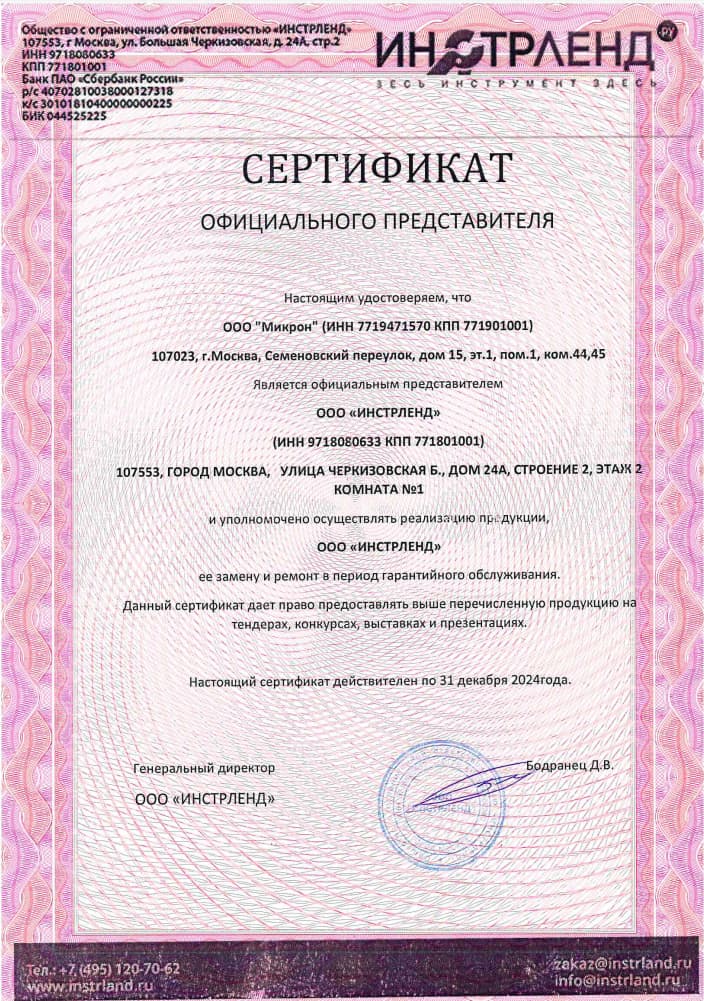 Общество с ограниченной ответственностью «ИНСТРЛЕНД»
107553, г Москва, ул. Большая Черкизовская, д. 24А, стр.2
ИНН 9718080633
КПП 771801001
Банк ПАО «Сбербанк России»
р/с 40702810038000127318
к/с 30101810400000000225
БИК 044525225
ИНСТРЛЕНД РУ
ЗЕСЬ ИНСТРУМЕНТ ЗДЕСЬ
СЕРТИФИКАТ
ОФИЦИАЛЬНОГО ПРЕДСТАВИТЕЛЯ
Настоящим удостоверяем, что
ООО "Микрон" (ИНН 7719471570 КПП 771901001)
107023, г.Москва, Семеновский переулок, дом 15, эт.1, пом.1, ком.44,45
Является официальным представителем
ООО «ИНСТРЛЕНД»
(ИНН 9718080633 КПП 771801001)
107553, ГОРОД МОСКВА, УЛИЦА ЧЕРКИЗОВСКАЯ Б., ДОМ 24А, СТРОЕНИЕ 2, ЭТАЖ 2
КОМНАТА №1
и уполномочено осуществлять реализацию продукции,
ООО «ИНСТРЛЕНД»
ее замену и ремонт в период гарантийного обслуживания.
Данный сертификат дает право предоставлять выше перечисленную продукцию на
тендерах, конкурсах, выставках и презентациях.
Настоящий сертификат действителен по 31 декабря 2024года.
Генеральный директор
Бодранец Д.В.
ООО «ИНСТРЛЕНД»
Тел.: +7 (495) 120-70-62
www.instrland.ru
zakaz@instrland.ru
info@instrland.ru